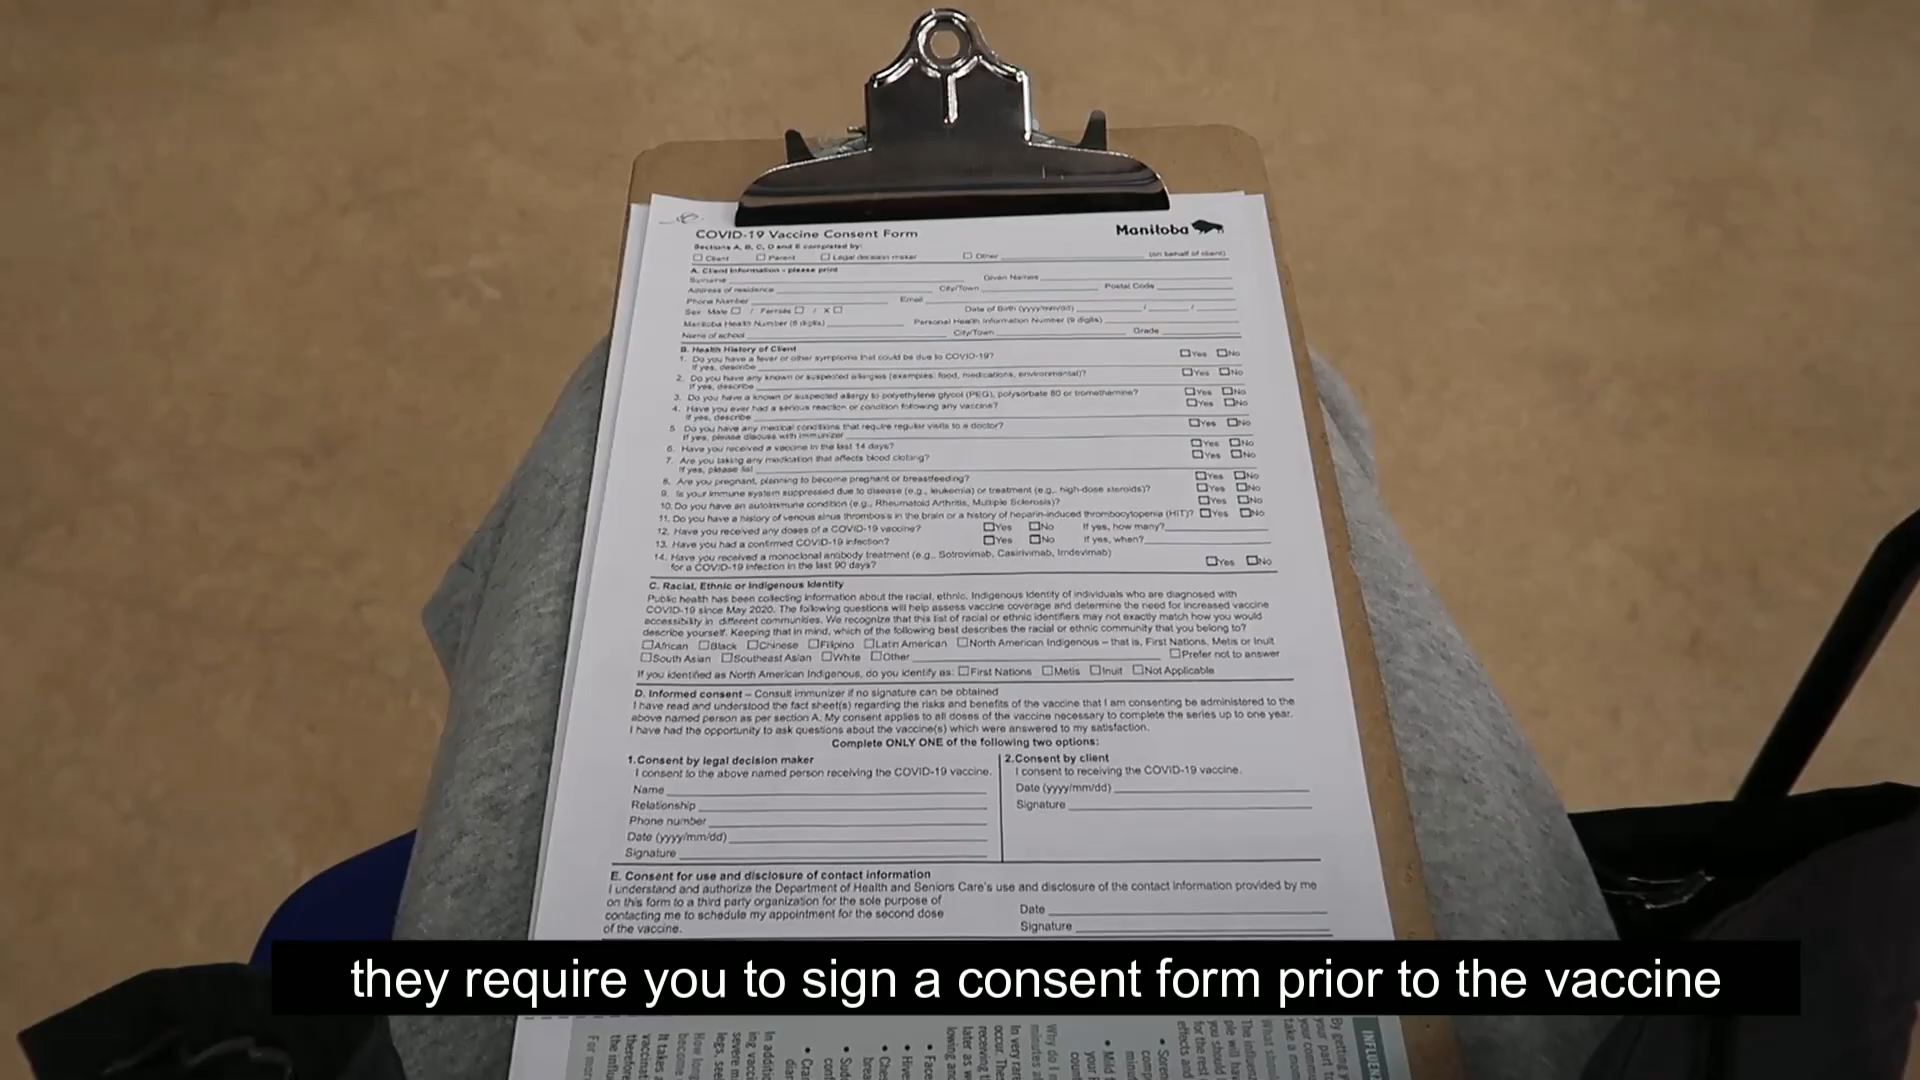 COVID-19 Vaccine Consent Form
Manitoba
Sections A, B, C, D and E completed by:
☐ Client ☐ Parent ☐ Legal decision maker ☐ Other (on behalf of client)
A. Client Information - please print
Surname Given Names
Address of residence City/Town Postal Code
Phone Number Email
Sex Male ☐ / Female ☐ / X ☐ Date of Birth (yyyy/mm/dd) / /
Manitoba Health Number (6 digits) Personal Health Information Number (9 digits)
Name of school City/Town Grade
B. Health History of Client
1. Do you have a fever or other symptoms that could be due to COVID-19? ☐Yes ☐No
If yes, describe
2. Do you have any known or suspected allergies (examples: food, medications, environmental)? ☐Yes ☐No
If yes, describe
3. Do you have a known or suspected allergy to polyethylene glycol (PEG), polysorbate 80 or tromethamine? ☐Yes ☐No
4. Have you ever had a serious reaction or condition following any vaccine? ☐Yes ☐No
If yes, describe
5. Do you have any medical conditions that require regular visits to a doctor? ☐Yes ☐No
If yes, please discuss with immunizer
6. Have you received a vaccine in the last 14 days? ☐Yes ☐No
7. Are you taking any medication that affects blood clotting? ☐Yes ☐No
If yes, please list
8. Are you pregnant, planning to become pregnant or breastfeeding? ☐Yes ☐No
9. Is your immune system suppressed due to disease (e.g., leukemia) or treatment (e.g., high-dose steroids)? ☐Yes ☐No
10. Do you have an autoimmune condition (e.g., Rheumatoid Arthritis, Multiple Sclerosis)? ☐Yes ☐No
11. Do you have a history of venous sinus thrombosis in the brain or a history of heparin-induced thrombocytopenia (HIT)? ☐Yes ☐No
12. Have you received any doses of a COVID-19 vaccine? ☐Yes ☐No If yes, how many?
13. Have you had a confirmed COVID-19 infection? ☐Yes ☐No If yes, when?
14. Have you received a monoclonal antibody treatment (e.g., Sotrovimab, Casirivimab, Imdevimab)
for a COVID-19 infection in the last 90 days? ☐Yes ☐No
C. Racial, Ethnic or Indigenous Identity
Public health has been collecting information about the racial, ethnic, Indigenous identity of individuals who are diagnosed with
COVID-19 since May 2020. The following questions will help assess vaccine coverage and determine the need for increased vaccine
accessibility in different communities. We recognize that this list of racial or ethnic identifiers may not exactly match how you would
describe yourself. Keeping that in mind, which of the following best describes the racial or ethnic community that you belong to?
☐African ☐Black ☐Chinese ☐Filipino ☐Latin American ☐North American Indigenous – that is, First Nations, Metis or Inuit
☐South Asian ☐Southeast Asian ☐White ☐Other ☐Prefer not to answer
If you identified as North American Indigenous, do you identify as: ☐First Nations ☐Metis ☐Inuit ☐Not Applicable
D. Informed consent – Consult immunizer if no signature can be obtained
I have read and understood the fact sheet(s) regarding the risks and benefits of the vaccine that I am consenting be administered to the
above named person as per section A. My consent applies to all doses of the vaccine necessary to complete the series up to one year.
I have had the opportunity to ask questions about the vaccine(s) which were answered to my satisfaction.
Complete ONLY ONE of the following two options:
1.Consent by legal decision maker
I consent to the above named person receiving the COVID-19 vaccine.
Name
Relationship
Phone number
Date (yyyy/mm/dd)
Signature
2.Consent by client
I consent to receiving the COVID-19 vaccine.
Date (yyyy/mm/dd)
Signature
E. Consent for use and disclosure of contact information
I understand and authorize the Department of Health and Seniors Care's use and disclosure of the contact information provided by me
on this form to a third party organization for the sole purpose of
contacting me to schedule my appointment for the second dose
of the vaccine.
Date
Signature
they require you to sign a consent form prior to the vaccine